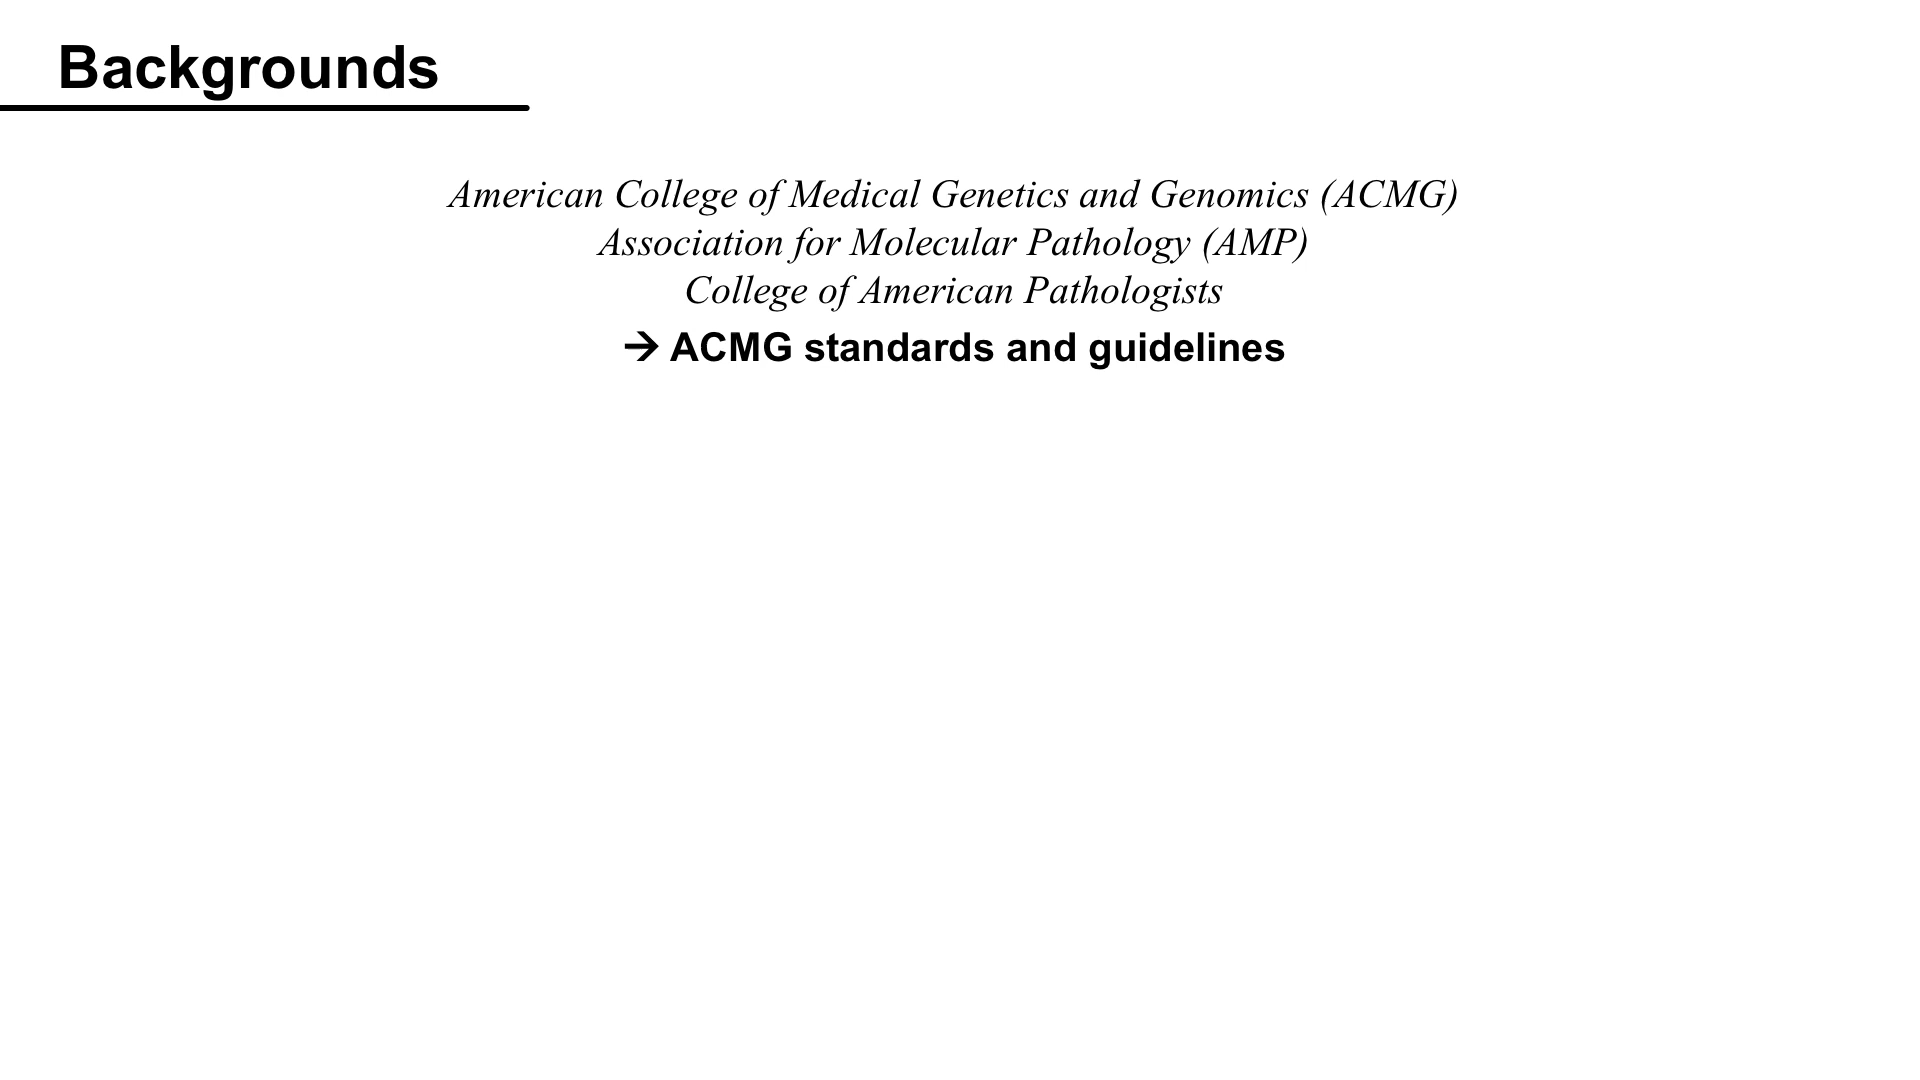 Backgrounds
American College of Medical Genetics and Genomics (ACMG)
Association for Molecular Pathology (AMP)
College of American Pathologists
→ ACMG standards and guidelines